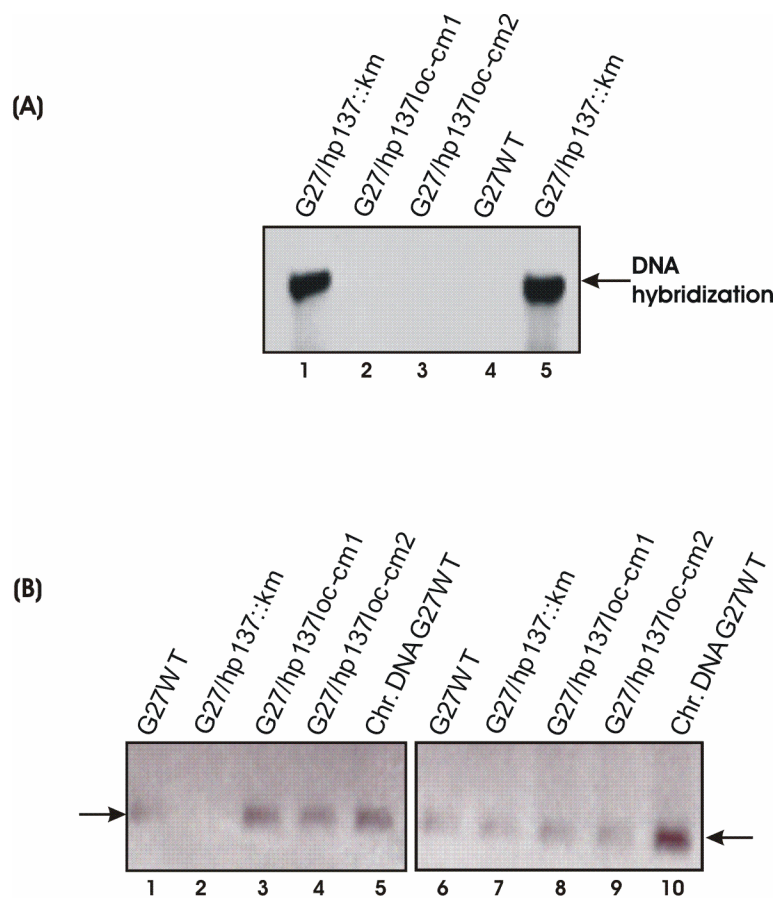 (A)
G27/hp137::km
G27/hp137loc-cm1
G27/hp137loc-cm2
G27WT
G27/hp137::km
DNA
hybridization
1 2 3 4 5
(B)
G27WT
G27/hp137::km
G27/hp137loc-cm1
G27/hp137loc-cm2
Chr. DNA G27WT
G27WT
G27/hp137::km
G27/hp137loc-cm1
G27/hp137loc-cm2
Chr. DNA G27WT
1 2 3 4 5 6 7 8 9 10